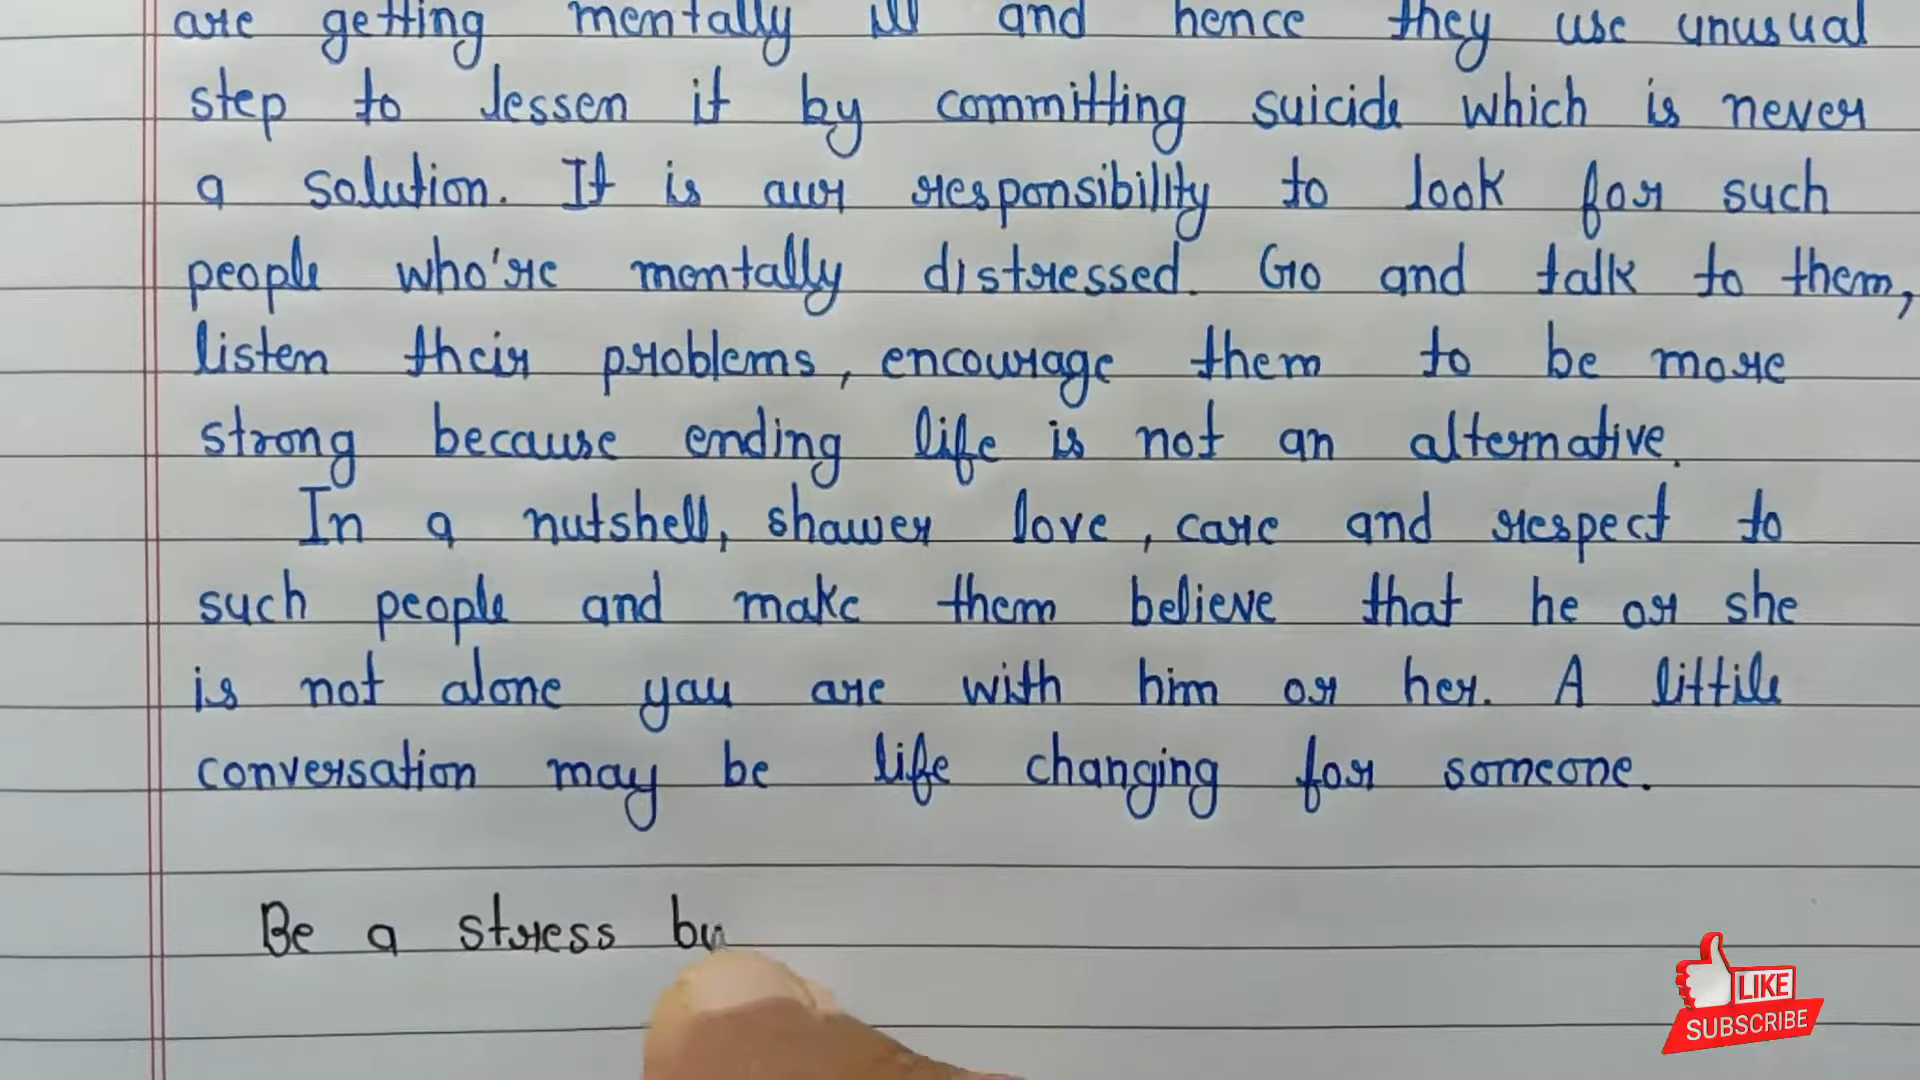 are getting mentally ill and hence they use unusual
step to lessen it by committing suicide which is never
a solution. It is our responsibility to look for such
people who're mentally distressed. Go and talk to them,
listen their problems, encourage them to be more
strong because ending life is not an alternative.
In a nutshell, shower love, care and respect to
such people and make them believe that he or she
is not alone you are with him or her. A littile
conversation may be life changing for someone.
Be a stress bu
LIKE
SUBSCRIBE